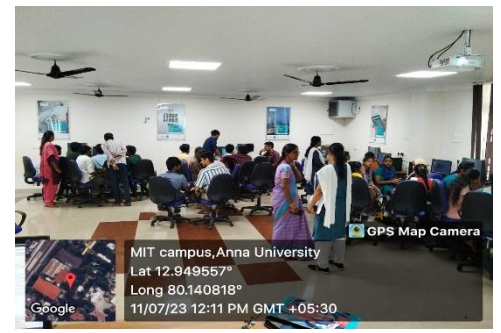 GPS Map Camera
MIT campus,Anna University
Lat 12.949557°
Long 80.140818°
11/07/23 12:11 PM GMT +05:30
Google